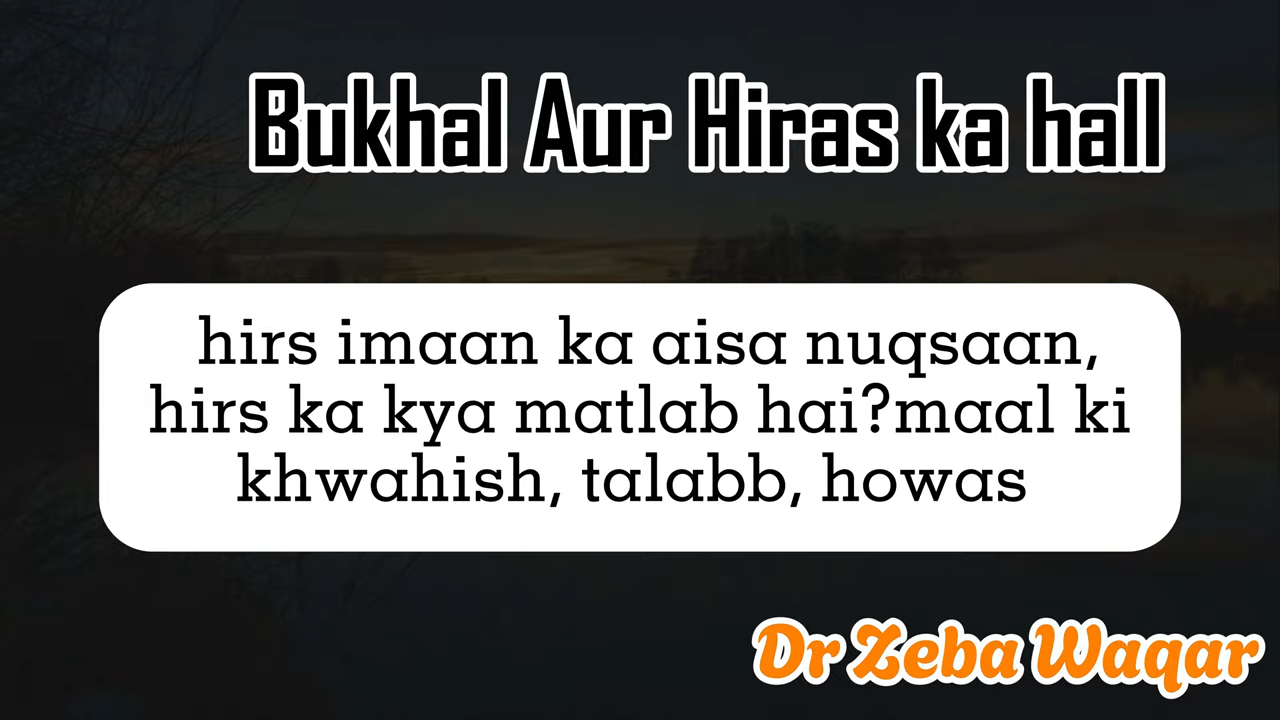 Bukhal Aur Hiras ka hall
hirs imaan ka aisa nuqsaan,
hirs ka kya matlab hai?maal ki
khwahish, talabb, howas
Dr Zeba Waqar